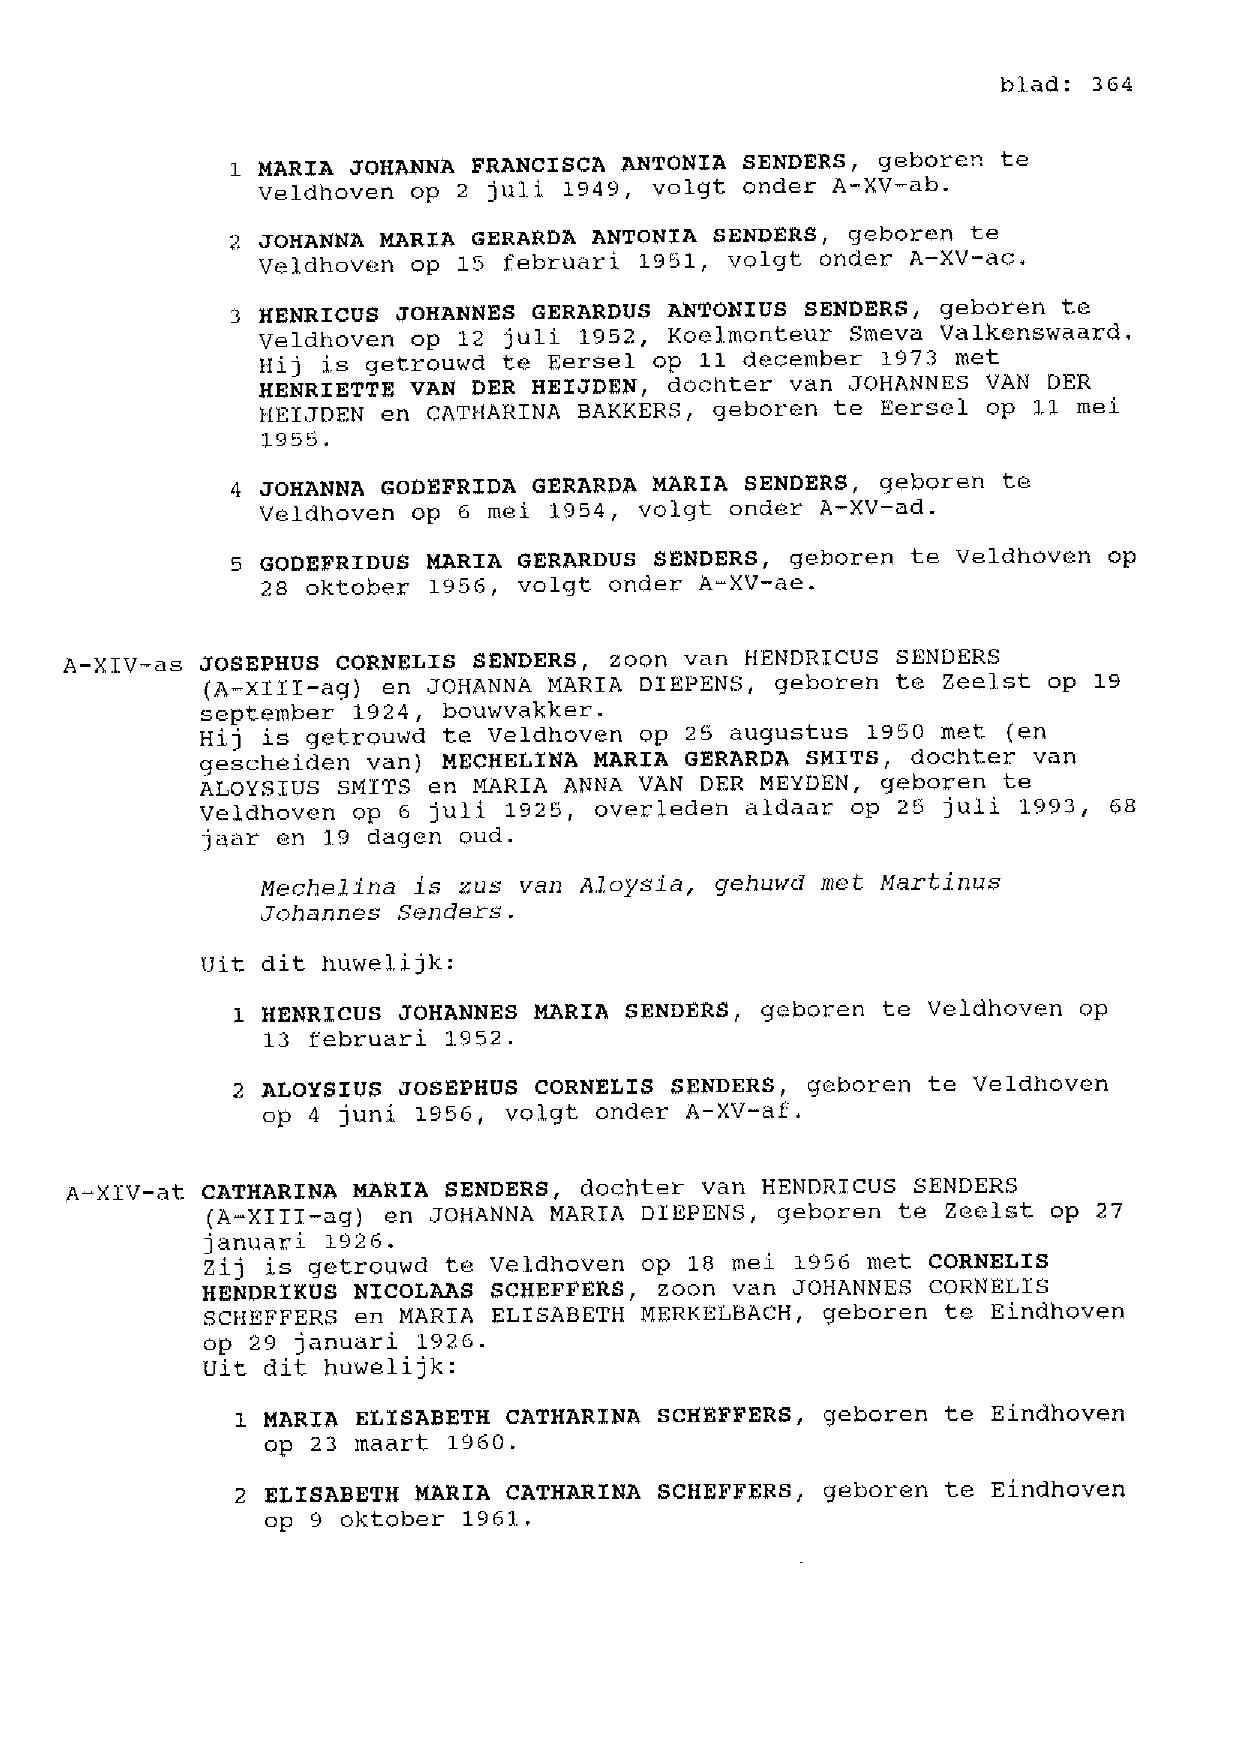 blad: 364
1 MARIA JOHANNA FRANCISCA ANTONIA SENDERS, geboren te
Veldhoven op 2 juli 1949, volgt onder A-XV-ab.
2 JOHANNA MARIA GERARDA ANTONIA SENDERS, geboren te
Veldhoven op 15 februari 1951, volgt onder A-XV-ac.
3 HENRICUS JOHANNES GERARDUS ANTONIUS SENDERS, geboren te
Veldhoven op 12 juli 1952, Koelmonteur Smeva Valkenswaard.
Hij is getrouwd te Eersel op 11 december 1973 met
HENRIETTE VAN DER HEIJDEN, dochter van JOHANNES VAN DER
HEIJDEN en CATHARINA BAKKERS, geboren te Eersel op 11 mei
1955.
4 JOHANNA GODEFRIDA GERARDA MARIA SENDERS, geboren te
Veldhoven op 6 mei 1954, volgt onder A-XV-ad.
5 GODEFRIDUS MARIA GERARDUS SENDERS, geboren te Veldhoven op
28 oktober 1956, volgt onder A-XV-ae.
A-XIV-as JOSEPHUS CORNELIS SENDERS, zoon van HENDRICUS SENDERS
(A-XIII-ag) en JOHANNA MARIA DIEPENS, geboren te Zeelst op 19
september 1924, bouwvakker.
Hij is getrouwd te Veldhoven op 25 augustus 1950 met (en
gescheiden van) MECHELINA MARIA GERARDA SMITS, dochter van
ALOYSIUS SMITS en MARIA ANNA VAN DER MEYDEN, geboren te
Veldhoven op 6 juli 1925, overleden aldaar op 25 juli 1993, 68
jaar en 19 dagen oud.
Mechelina is zus van Aloysia, gehuwd met Martinus
Johannes Senders.
Uit dit huwelijk:
1 HENRICUS JOHANNES MARIA SENDERS, geboren te Veldhoven op
13 februari 1952.
2 ALOYSIUS JOSEPHUS CORNELIS SENDERS, geboren te Veldhoven
op 4 juni 1956, volgt onder A-XV-af.
A-XIV-at CATHARINA MARIA SENDERS, dochter van HENDRICUS SENDERS
(A-XIII-ag) en JOHANNA MARIA DIEPENS, geboren te Zeelst op 27
januari 1926.
Zij is getrouwd te Veldhoven op 18 mei 1956 met CORNELIS
HENDRIKUS NICOLAAS SCHEFFERS, zoon van JOHANNES CORNELIS
SCHEFFERS en MARIA ELISABETH MERKELBACH, geboren te Eindhoven
op 29 januari 1926.
Uit dit huwelijk:
1 MARIA ELISABETH CATHARINA SCHEFFERS, geboren te Eindhoven
op 23 maart 1960.
2 ELISABETH MARIA CATHARINA SCHEFFERS, geboren te Eindhoven
op 9 oktober 1961.